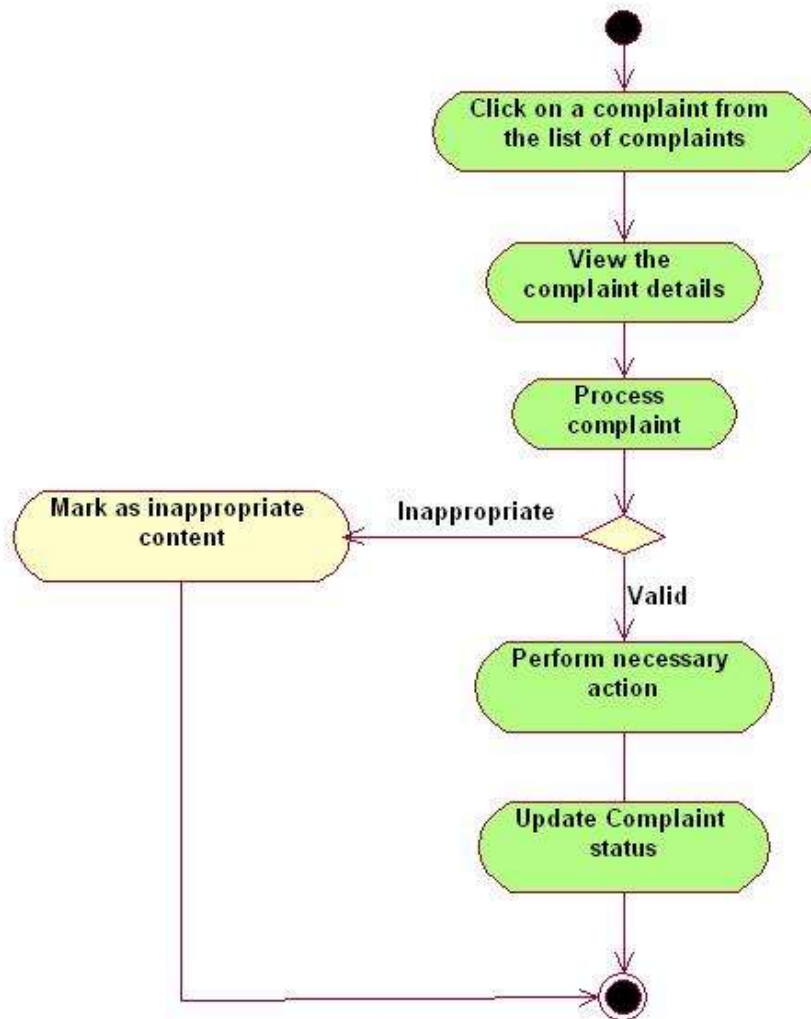 Click on a complaint from
the list of complaints
View the
complaint details
Process
complaint
Mark as inappropriate
content
Inappropriate
Valid
Perform necessary
action
Update Complaint
status